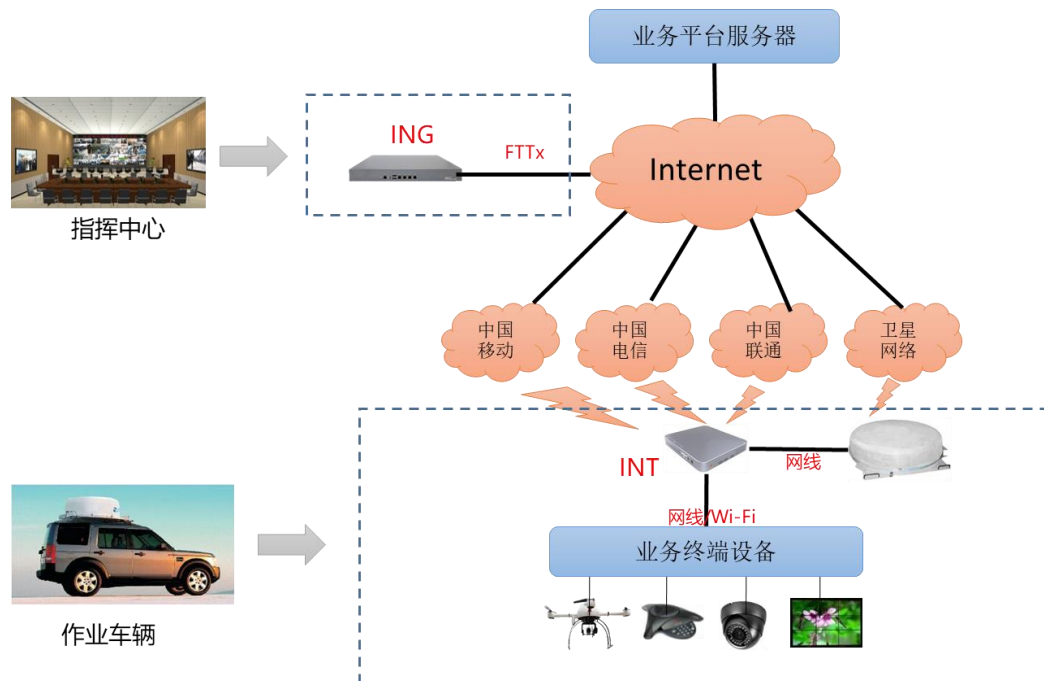 业务平台服务器
ING
FTTx
Internet
指挥中心
中国
移动
中国
电信
中国
联通
卫星
网络
INT
网线
网线/Wi-Fi
业务终端设备
作业车辆